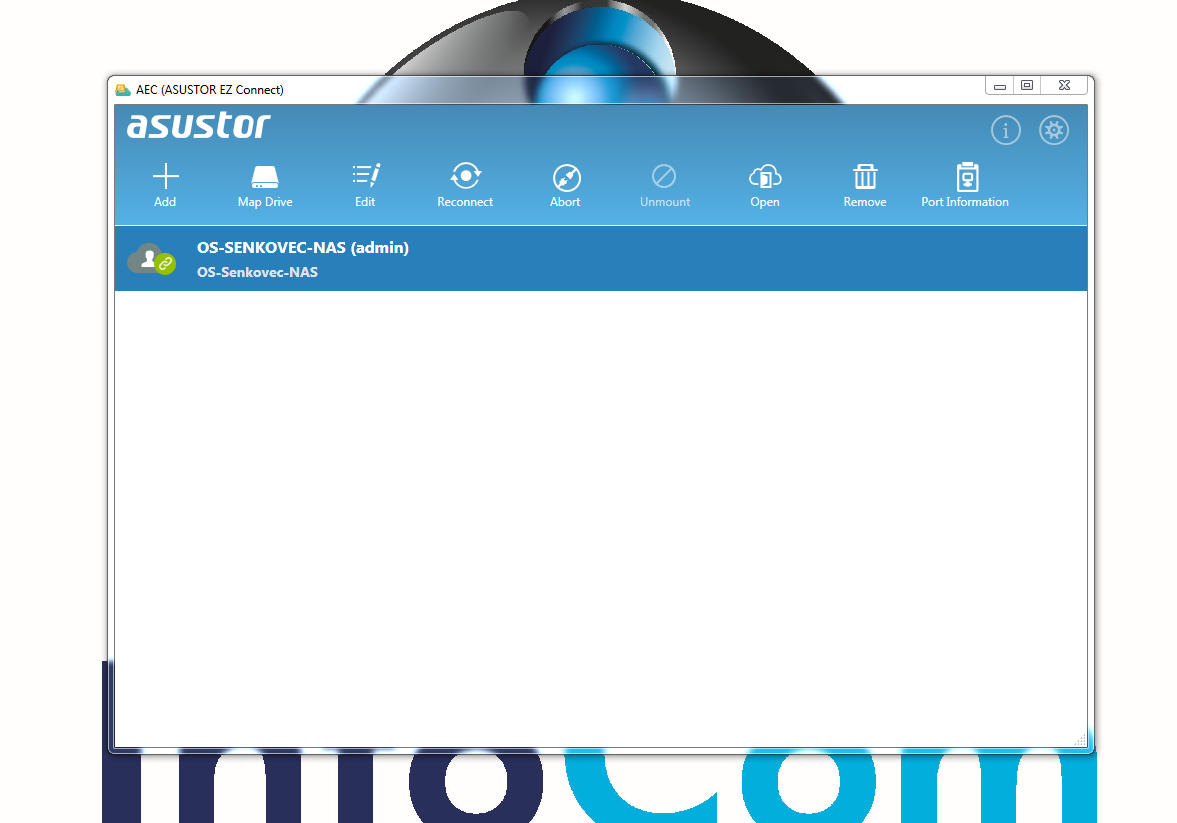 AEC (ASUSTOR EZ Connect)
asustor
Add
Map Drive
Edit
Reconnect
Abort
Unmount
Open
Remove
Port Information
OS-SENKOVEC-NAS (admin)
OS-Senkovec-NAS
InfoCom